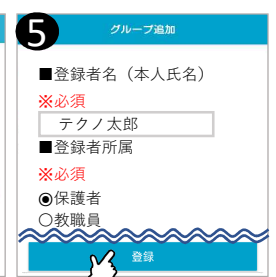 ❺
グループ追加
■登録者名（本人氏名）
※必須
テクノ太郎
■登録者所属
※必須
◉保護者
○教職員
登録